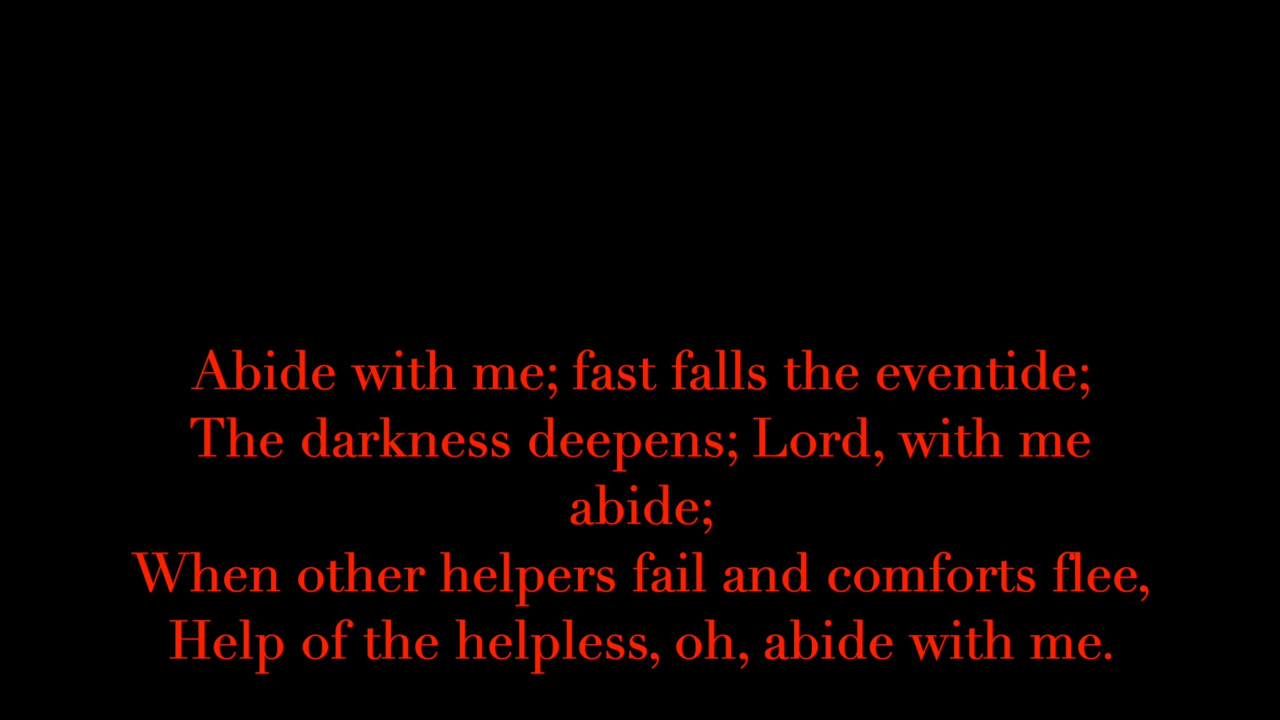 Abide with me; fast falls the eventide;
The darkness deepens; Lord, with me
abide;
When other helpers fail and comforts flee,
Help of the helpless, oh, abide with me.